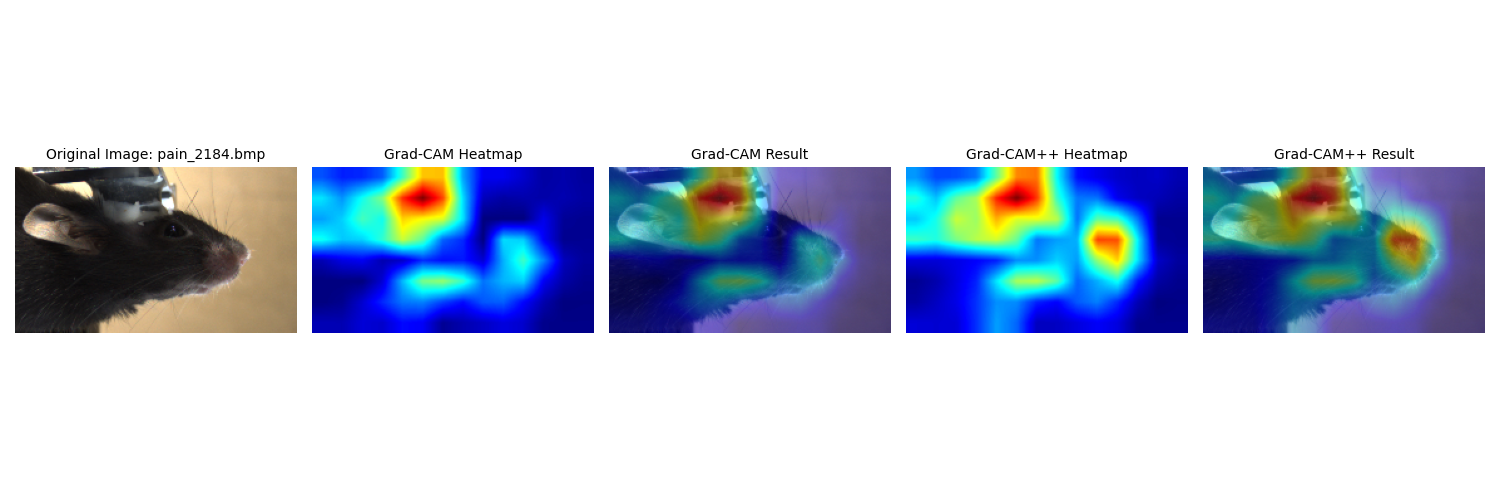 Original Image: pain_2184.bmp
Grad-CAM Heatmap
Grad-CAM Result
Grad-CAM++ Heatmap
Grad-CAM++ Result